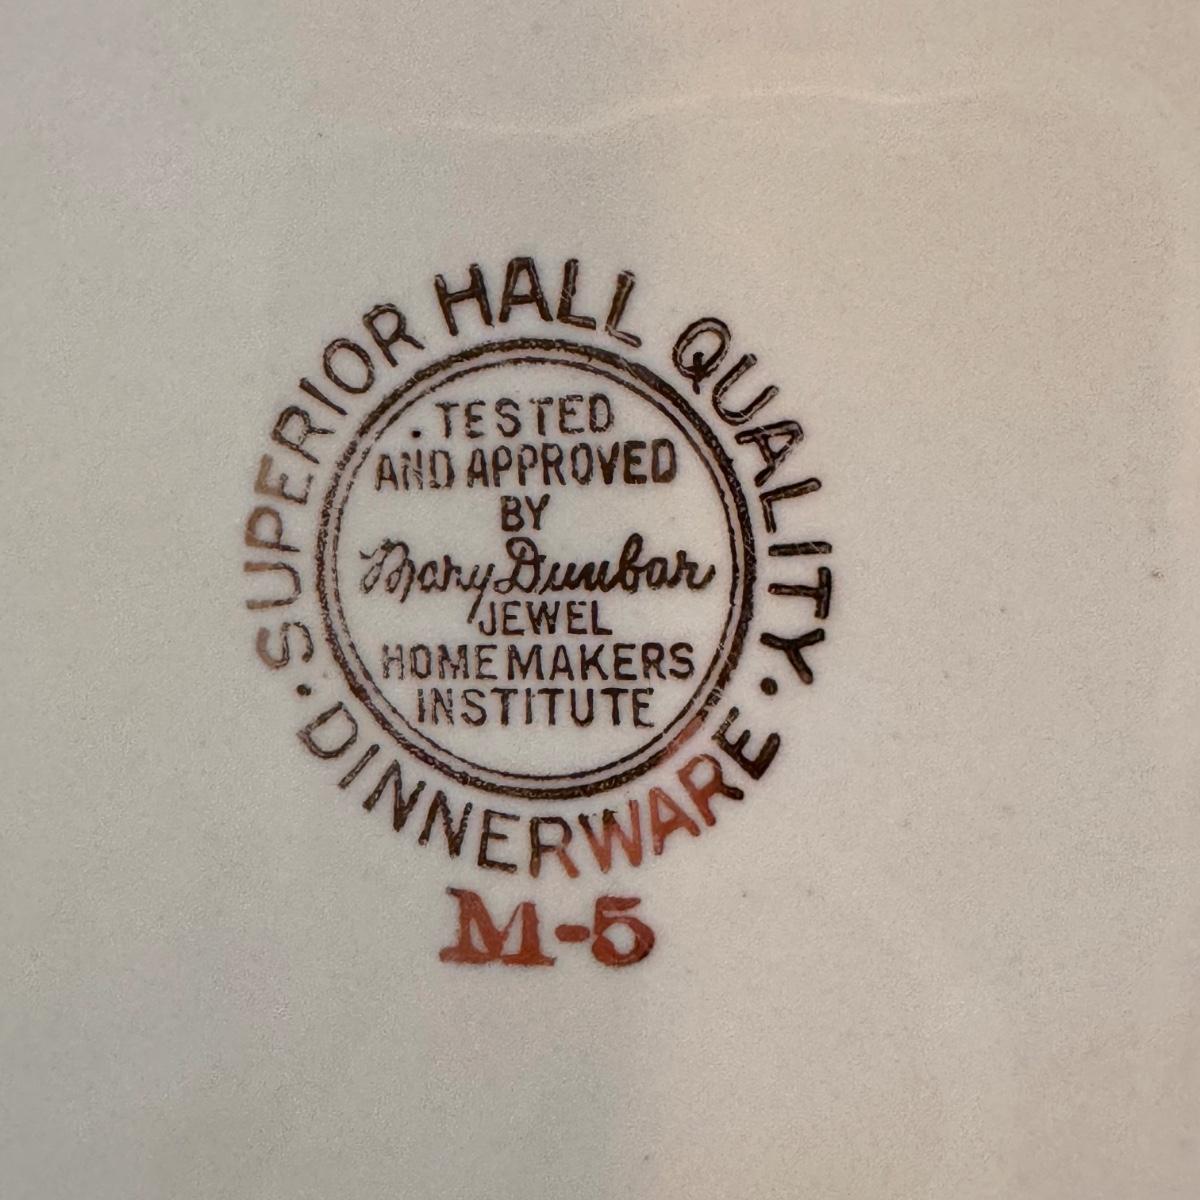 SUPERIOR HALL QUALITY
· DINNERWARE ·
TESTED
AND APPROVED
BY
Mary Dunbar
JEWEL
HOMEMAKERS
INSTITUTE
M-5